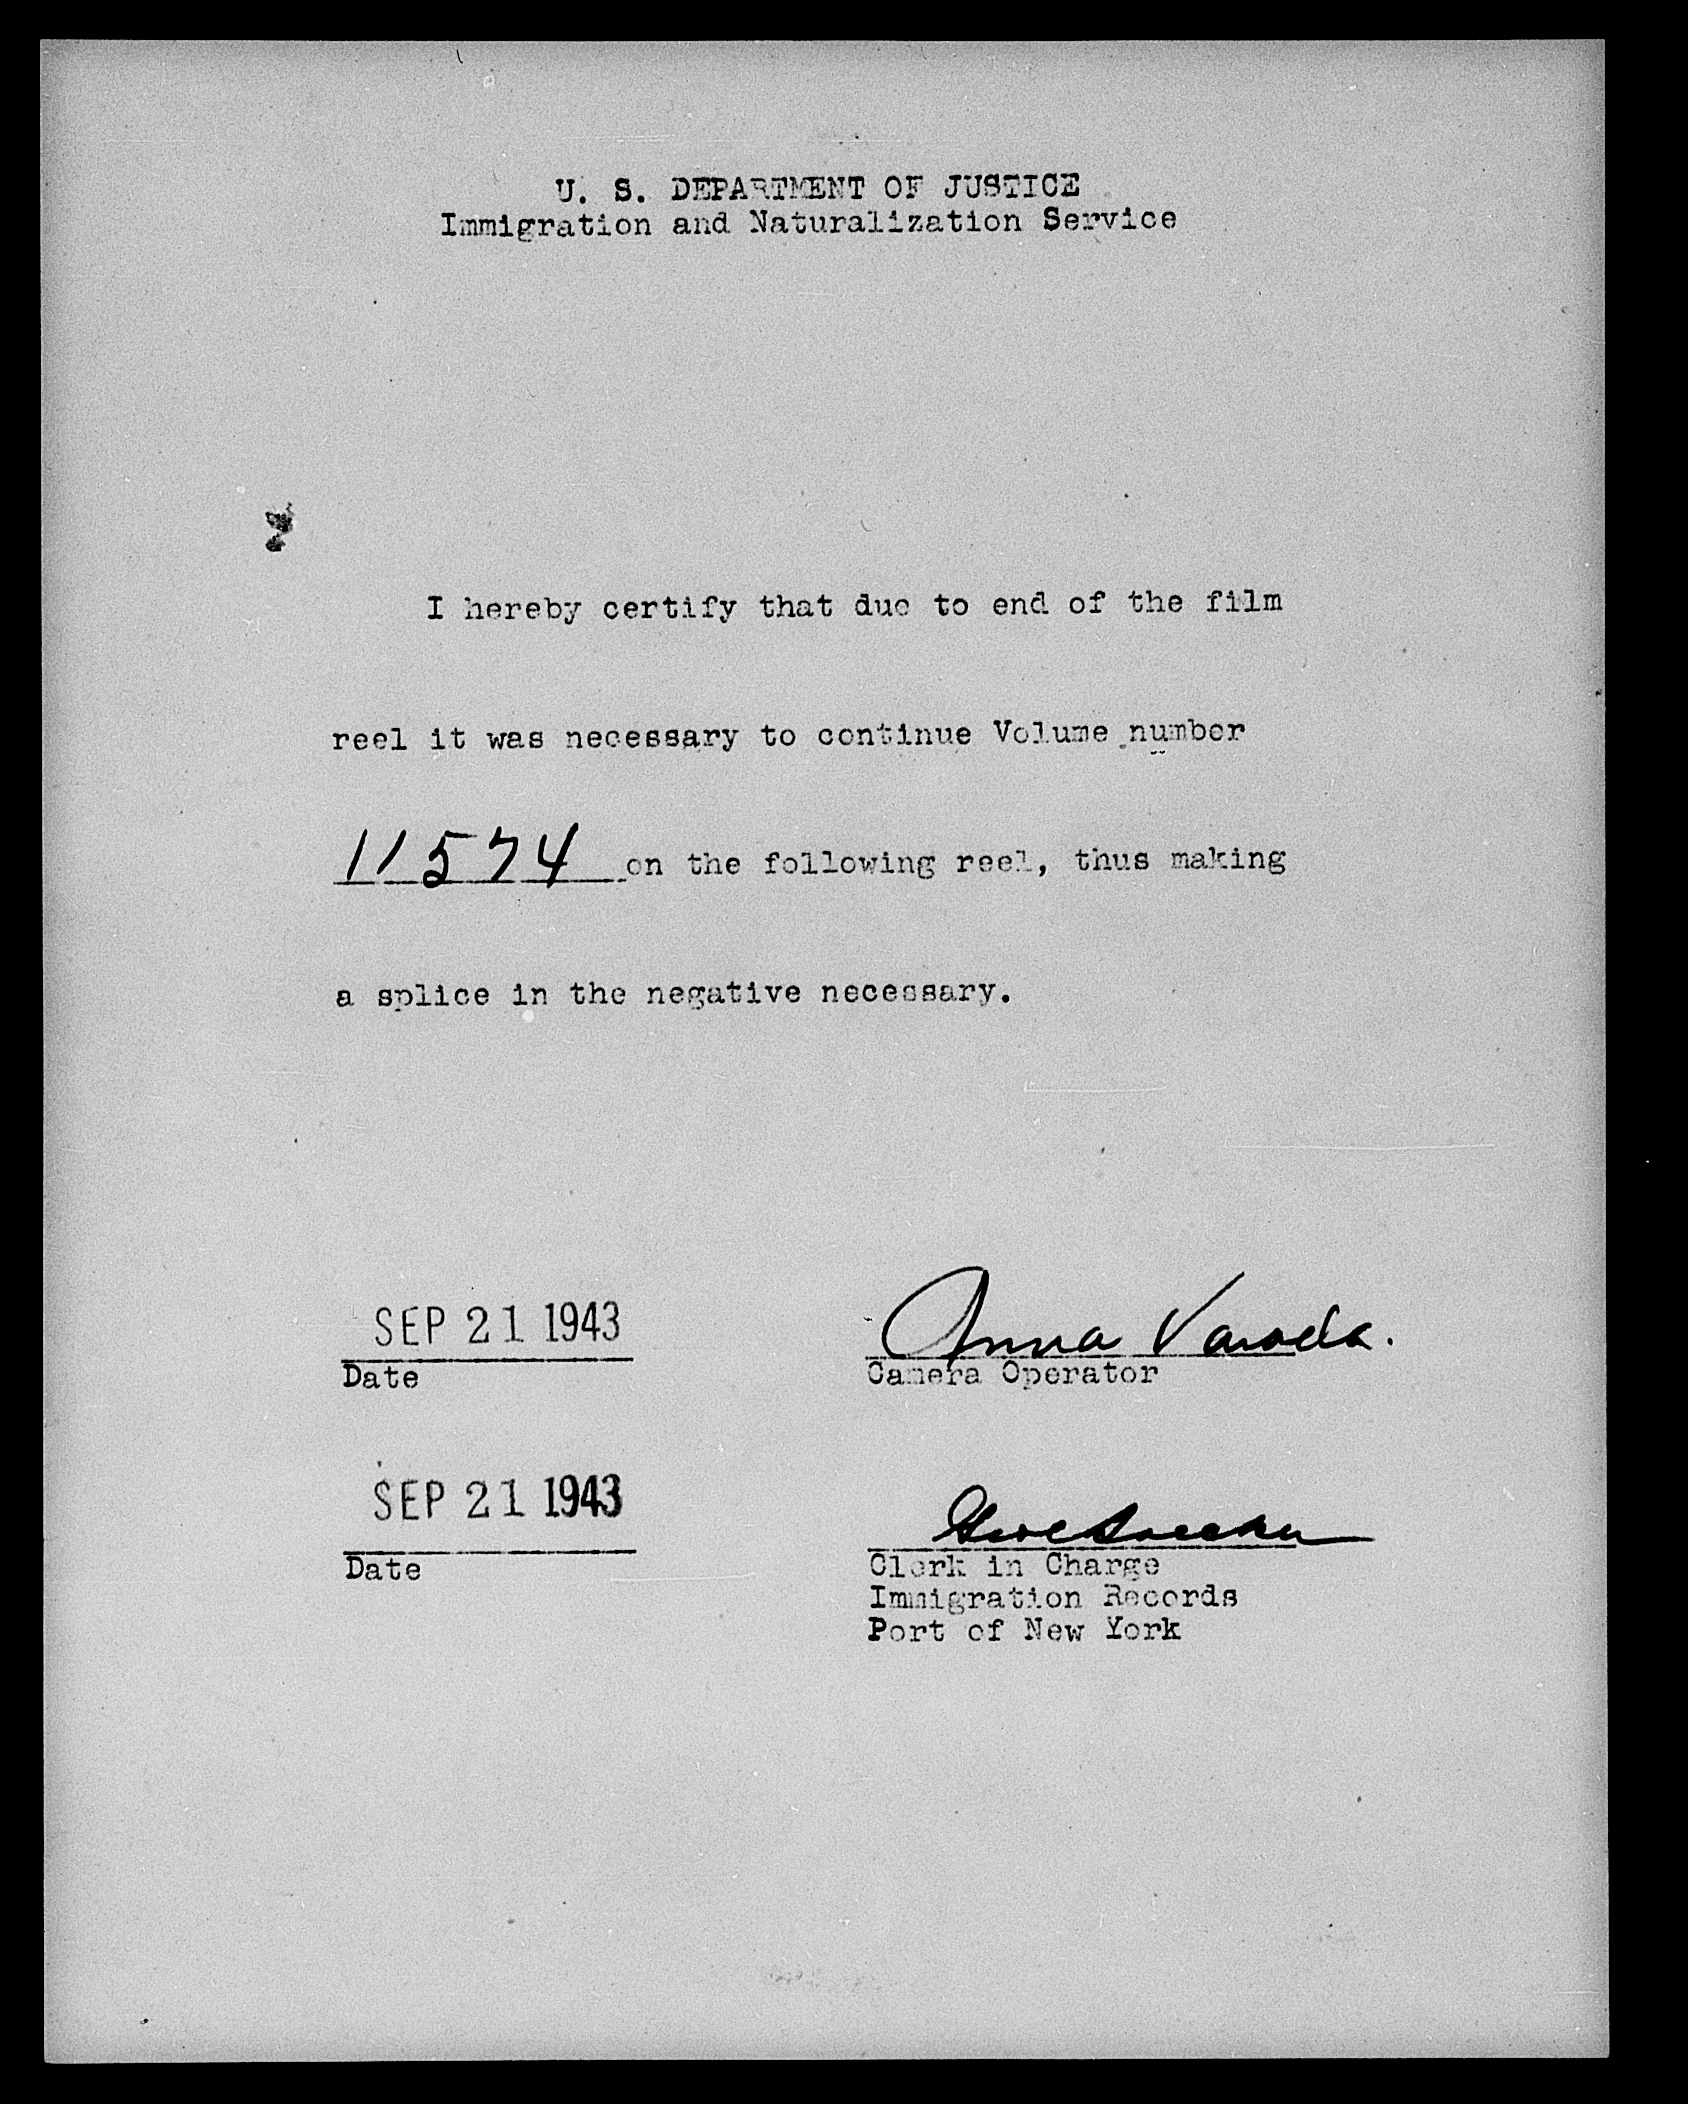 U. S. DEPARTMENT OF JUSTICE
Immigration and Naturalization Service
I hereby certify that due to end of the film
reel it was necessary to continue Volume number
11574 on the following reel, thus making
a splice in the negative necessary.
SEP 21 1943
Date
Anna
Camera Operator
SEP 21 1943
Date
Clerk in Charge
Immigration Records
Port of New York